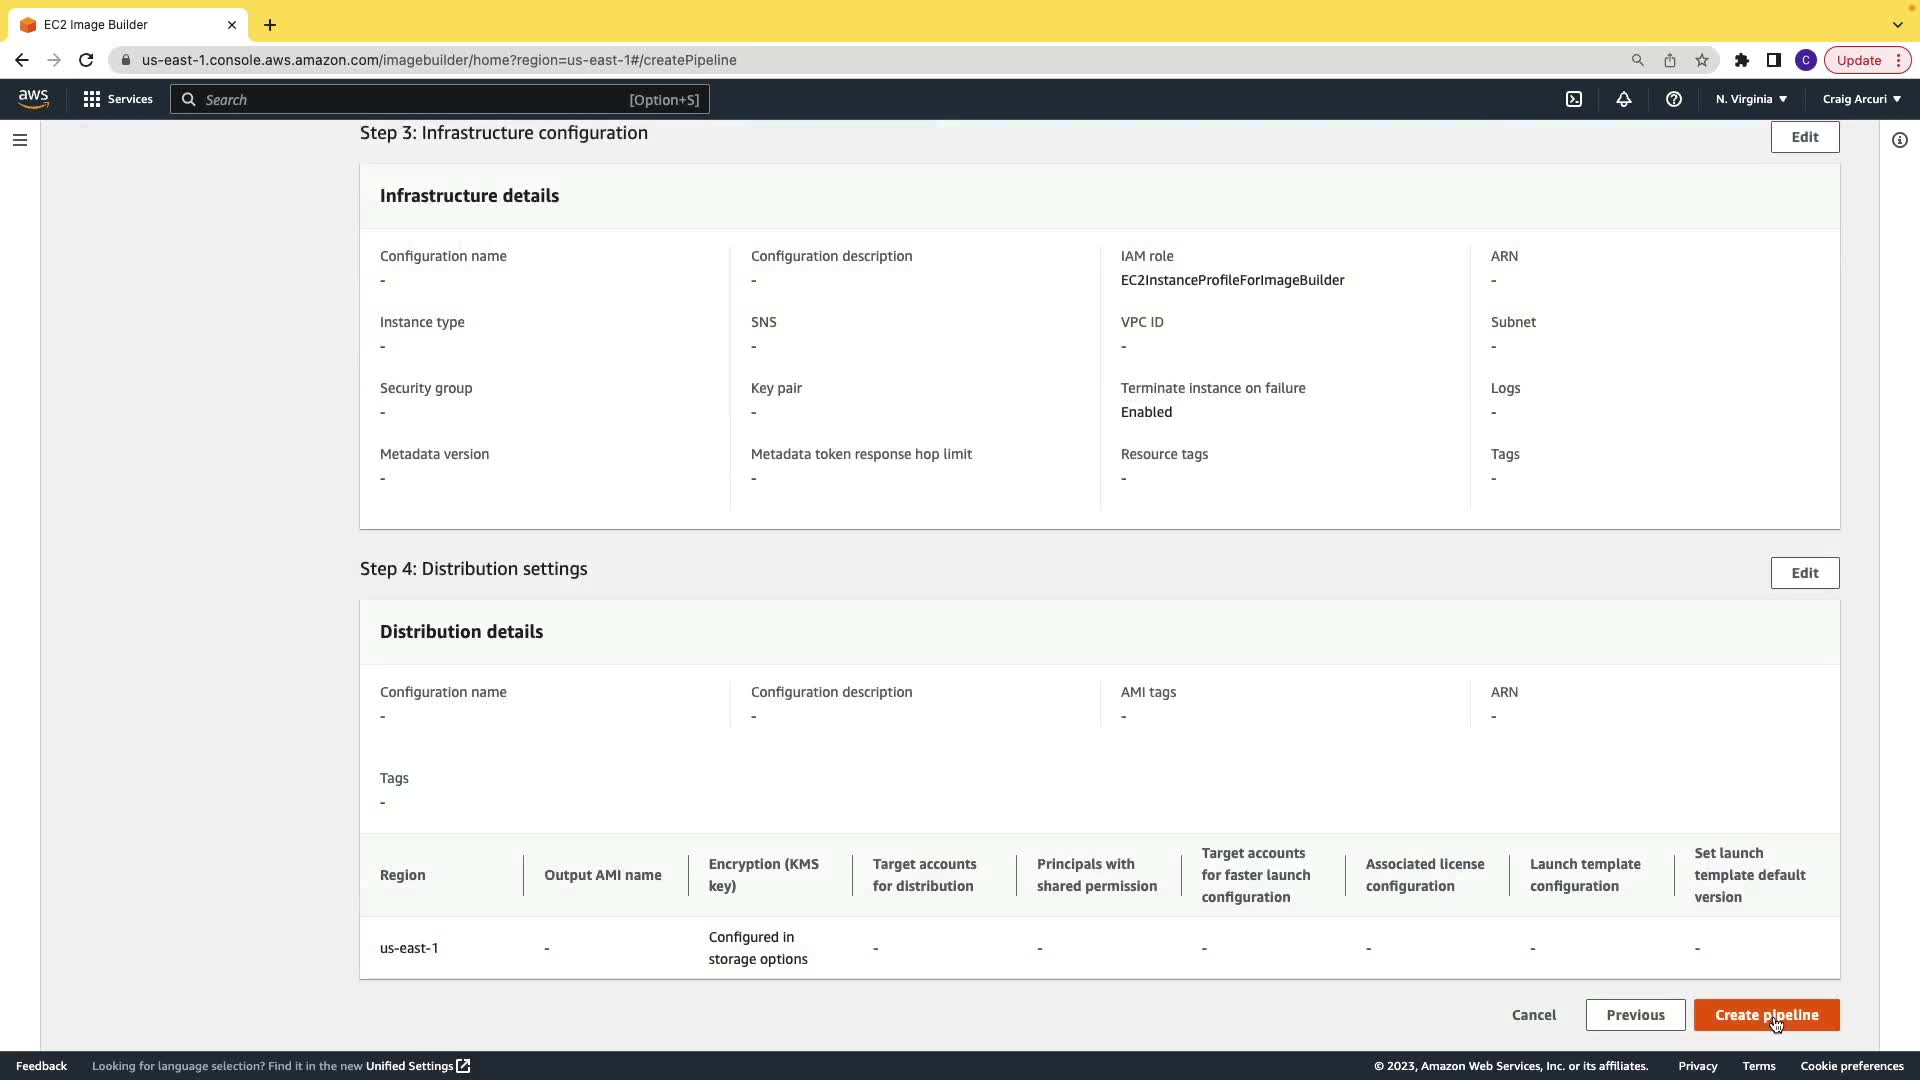 EC2 Image Builder
us-east-1.console.aws.amazon.com/imagebuilder/home?region=us-east-1#/createPipeline
C
Update
aws
Services
Search
[Option+S]
N. Virginia
Craig Arcuri
Step 3: Infrastructure configuration
Edit
Infrastructure details
Configuration name
-
Configuration description
-
IAM role
EC2InstanceProfileForImageBuilder
ARN
-
Instance type
-
SNS
-
VPC ID
-
Subnet
-
Security group
-
Key pair
-
Terminate instance on failure
Enabled
Logs
-
Metadata version
-
Metadata token response hop limit
-
Resource tags
-
Tags
-
Step 4: Distribution settings
Edit
Distribution details
Configuration name
-
Configuration description
-
AMI tags
-
ARN
-
Tags
-
Region
Output AMI name
Encryption (KMS
key)
Target accounts
for distribution
Principals with
shared permission
Target accounts
for faster launch
configuration
Associated license
configuration
Launch template
configuration
Set launch
template default
version
us-east-1
-
Configured in
storage options
-
-
-
-
-
-
Cancel
Previous
Create pipeline
Feedback
Looking for language selection? Find it in the new Unified Settings
© 2023, Amazon Web Services, Inc. or its affiliates.
Privacy
Terms
Cookie preferences